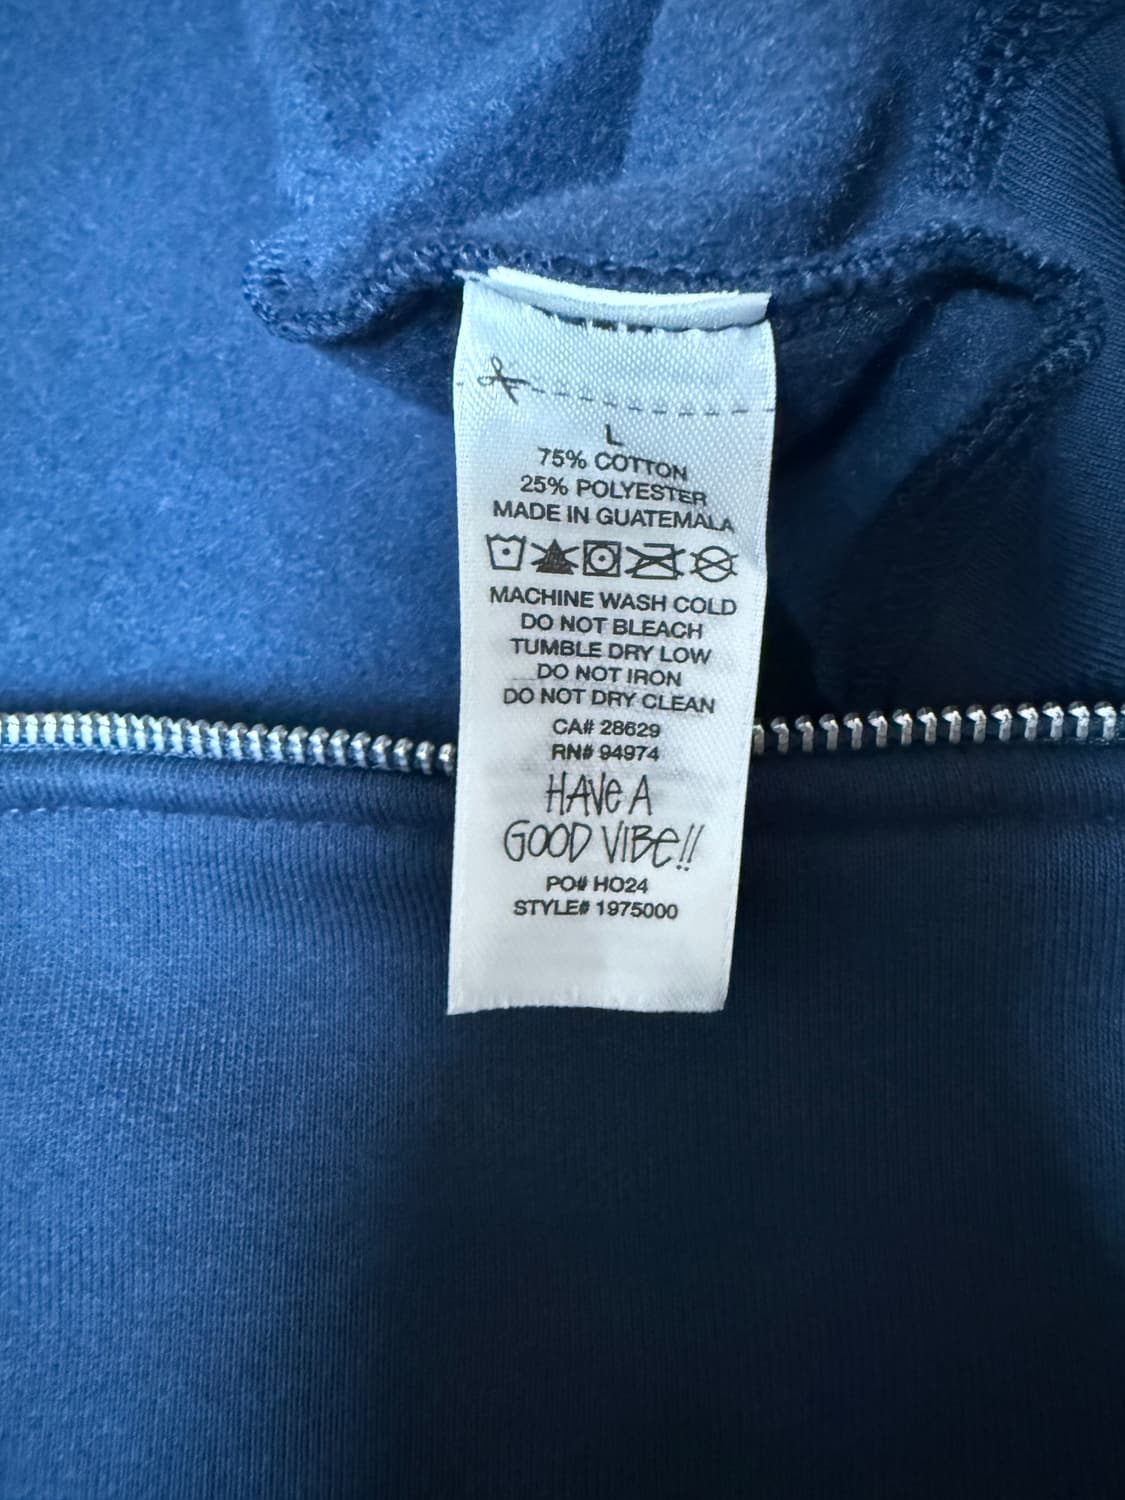 L
75% COTTON
25% POLYESTER
MADE IN GUATEMALA
MACHINE WASH COLD
DO NOT BLEACH
TUMBLE DRY LOW
DO NOT IRON
DO NOT DRY CLEAN
CA# 28629
RN# 94974
HAVe A
GOOD VIBe!!
PO# HO24
STYLE# 1975000